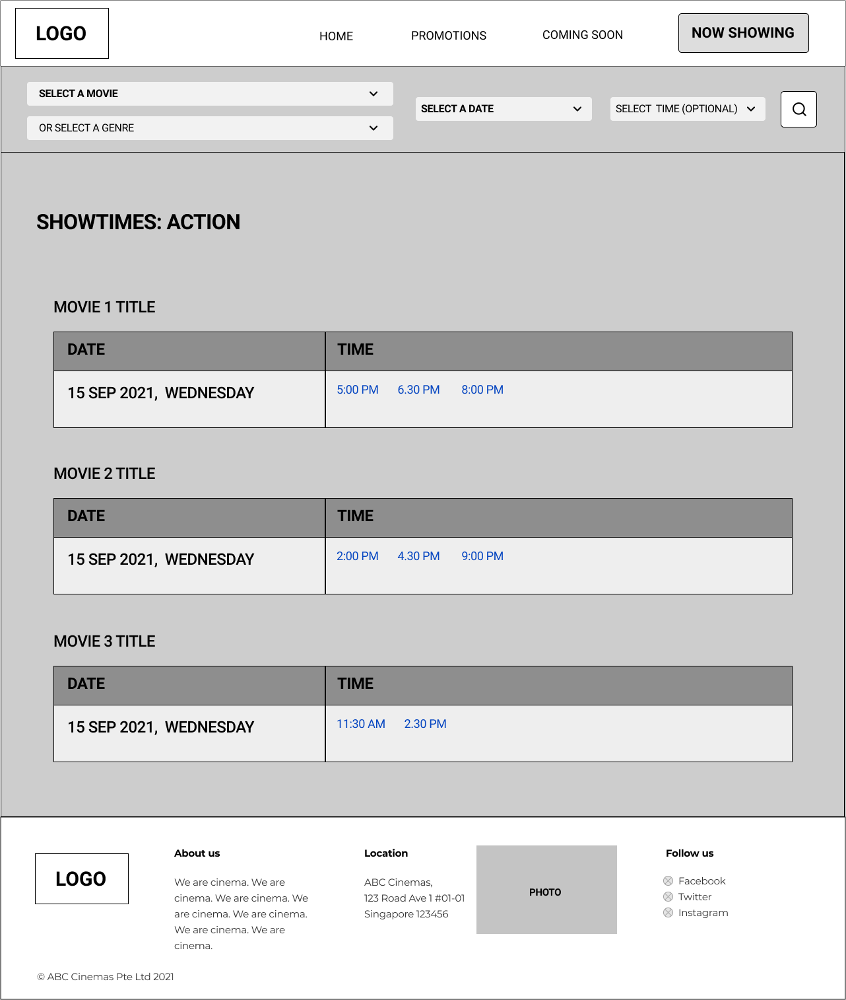 LOGO
HOME
PROMOTIONS
COMING SOON
NOW SHOWING
SELECT A MOVIE
OR SELECT A GENRE
SELECT A DATE
SELECT  TIME (OPTIONAL)
SHOWTIMES: ACTION
MOVIE 1 TITLE
DATE
TIME
15 SEP 2021,  WEDNESDAY
5:00 PM
6.30 PM
8:00 PM
MOVIE 2 TITLE
DATE
TIME
15 SEP 2021,  WEDNESDAY
2:00 PM
4.30 PM
9:00 PM
MOVIE 3 TITLE
DATE
TIME
15 SEP 2021,  WEDNESDAY
11:30 AM
2.30 PM
LOGO
About us
We are cinema. We are
cinema. We are cinema. We
are cinema. We are cinema.
We are cinema. We are
cinema.
Location
ABC Cinemas,
123 Road Ave 1 #01-01
Singapore 123456
PHOTO
Follow us
Facebook
Twitter
Instagram
© ABC Cinemas Pte Ltd 2021